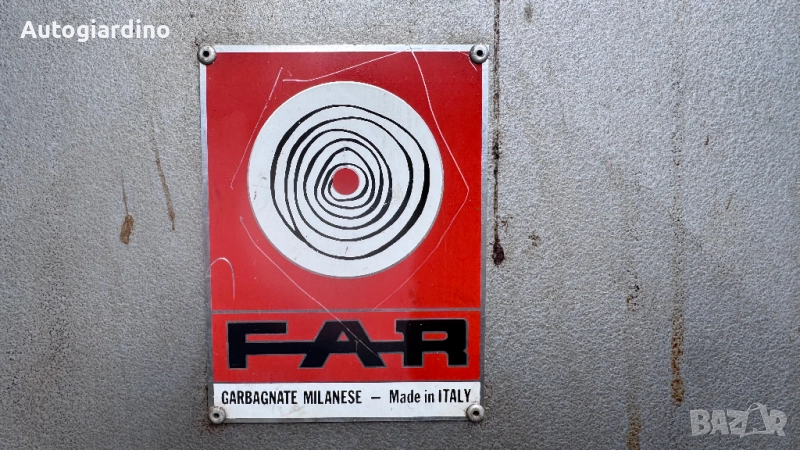 Autogiardino
FAR
GARBAGNATE MILANESE – Made in ITALY
BAZAR